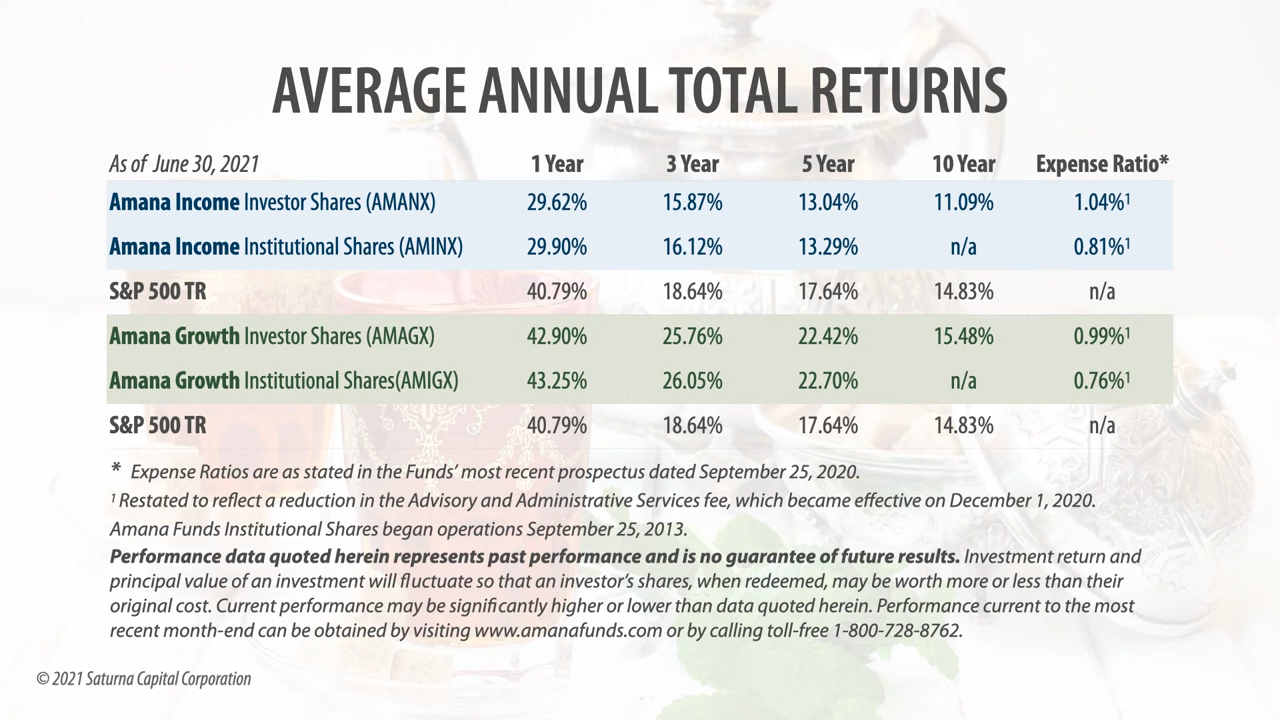 AVERAGE ANNUAL TOTAL RETURNS
As of June 30, 2021 1 Year 3 Year 5 Year 10 Year Expense Ratio*
Amana Income Investor Shares (AMANX) 29.62% 15.87% 13.04% 11.09% 1.04%¹
Amana Income Institutional Shares (AMINX) 29.90% 16.12% 13.29% n/a 0.81%¹
S&P 500 TR 40.79% 18.64% 17.64% 14.83% n/a
Amana Growth Investor Shares (AMAGX) 42.90% 25.76% 22.42% 15.48% 0.99%¹
Amana Growth Institutional Shares(AMIGX) 43.25% 26.05% 22.70% n/a 0.76%¹
S&P 500 TR 40.79% 18.64% 17.64% 14.83% n/a
* Expense Ratios are as stated in the Funds' most recent prospectus dated September 25, 2020.
¹ Restated to reflect a reduction in the Advisory and Administrative Services fee, which became effective on December 1, 2020.
Amana Funds Institutional Shares began operations September 25, 2013.
Performance data quoted herein represents past performance and is no guarantee of future results. Investment return and
principal value of an investment will fluctuate so that an investor's shares, when redeemed, may be worth more or less than their
original cost. Current performance may be significantly higher or lower than data quoted herein. Performance current to the most
recent month-end can be obtained by visiting www.amanafunds.com or by calling toll-free 1-800-728-8762.
© 2021 Saturna Capital Corporation